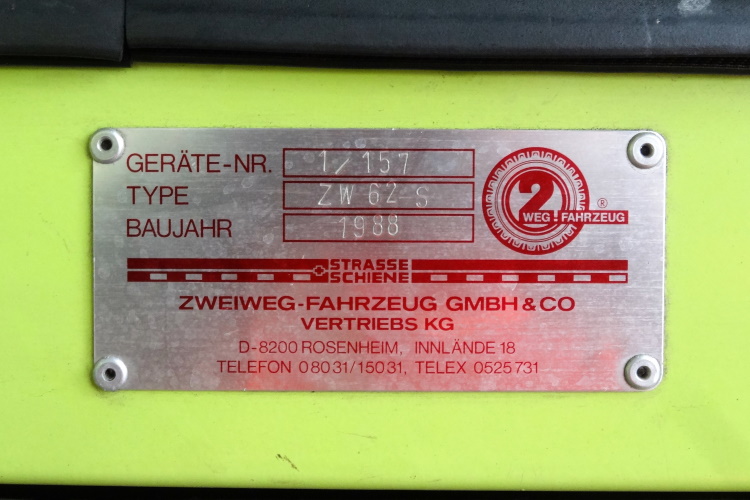 GERÄTE-NR. 1/157
TYPE ZW 62-S
BAUJAHR 1988
2
WEG! FAHRZEUG ®
STRASSE
+SCHIENE
ZWEIWEG-FAHRZEUG GMBH & CO
VERTRIEBS KG
D-8200 ROSENHEIM, INNLÄNDE 18
TELEFON 08031/15031, TELEX 0525731